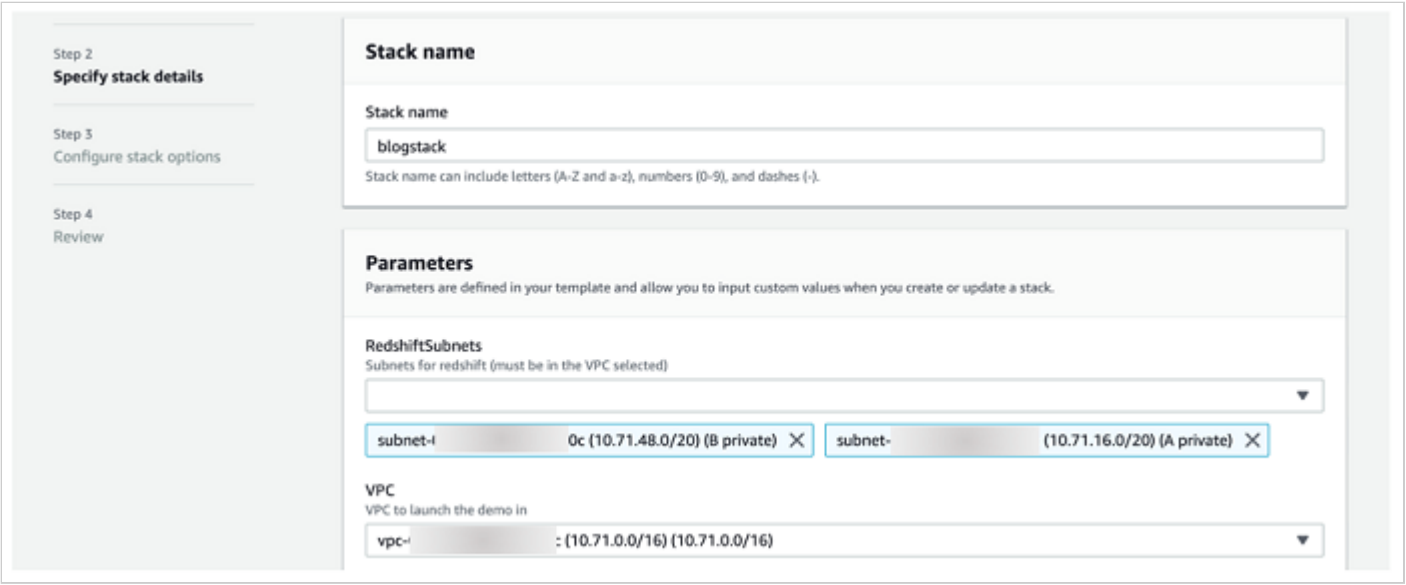 Step 2
Specify stack details
Step 3
Configure stack options
Step 4
Review
Stack name
Stack name
blogstack
Stack name can include letters (A-Z and a-z), numbers (0-9), and dashes (-).
Parameters
Parameters are defined in your template and allow you to input custom values when you create or update a stack.
RedshiftSubnets
Subnets for redshift (must be in the VPC selected)
subnet- 0c (10.71.48.0/20) (B private) subnet- (10.71.16.0/20) (A private)
VPC
VPC to launch the demo in
vpc- (10.71.0.0/16) (10.71.0.0/16)